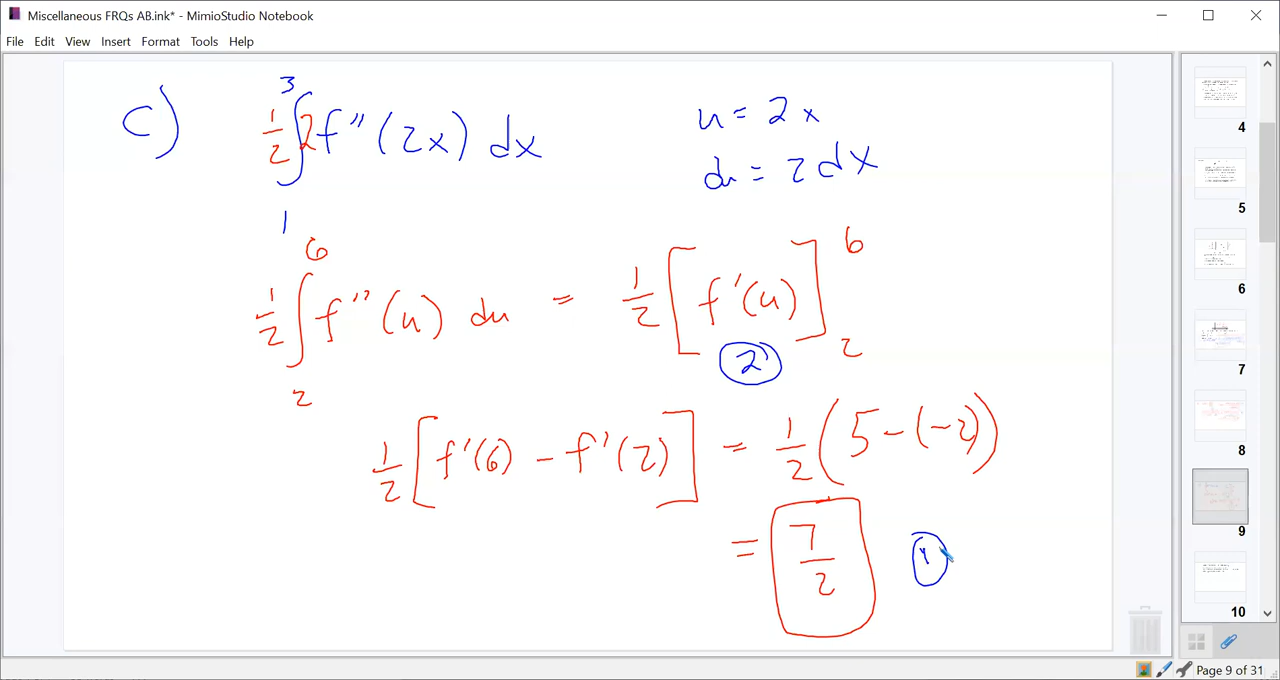 Miscellaneous FRQs AB.ink* - MimioStudio Notebook
File Edit View Insert Format Tools Help
C) 1/2 ∫₁³ 2f''(2x) dx
u = 2x
du = 2dx
1/2 ∫₂⁶ f''(u) du = 1/2 [f'(u)]₂⁶
2
1/2 [f'(6) - f'(2)] = 1/2 (5 - (-2))
= 7/2
1
4
5
6
7
8
9
10
Page 9 of 31